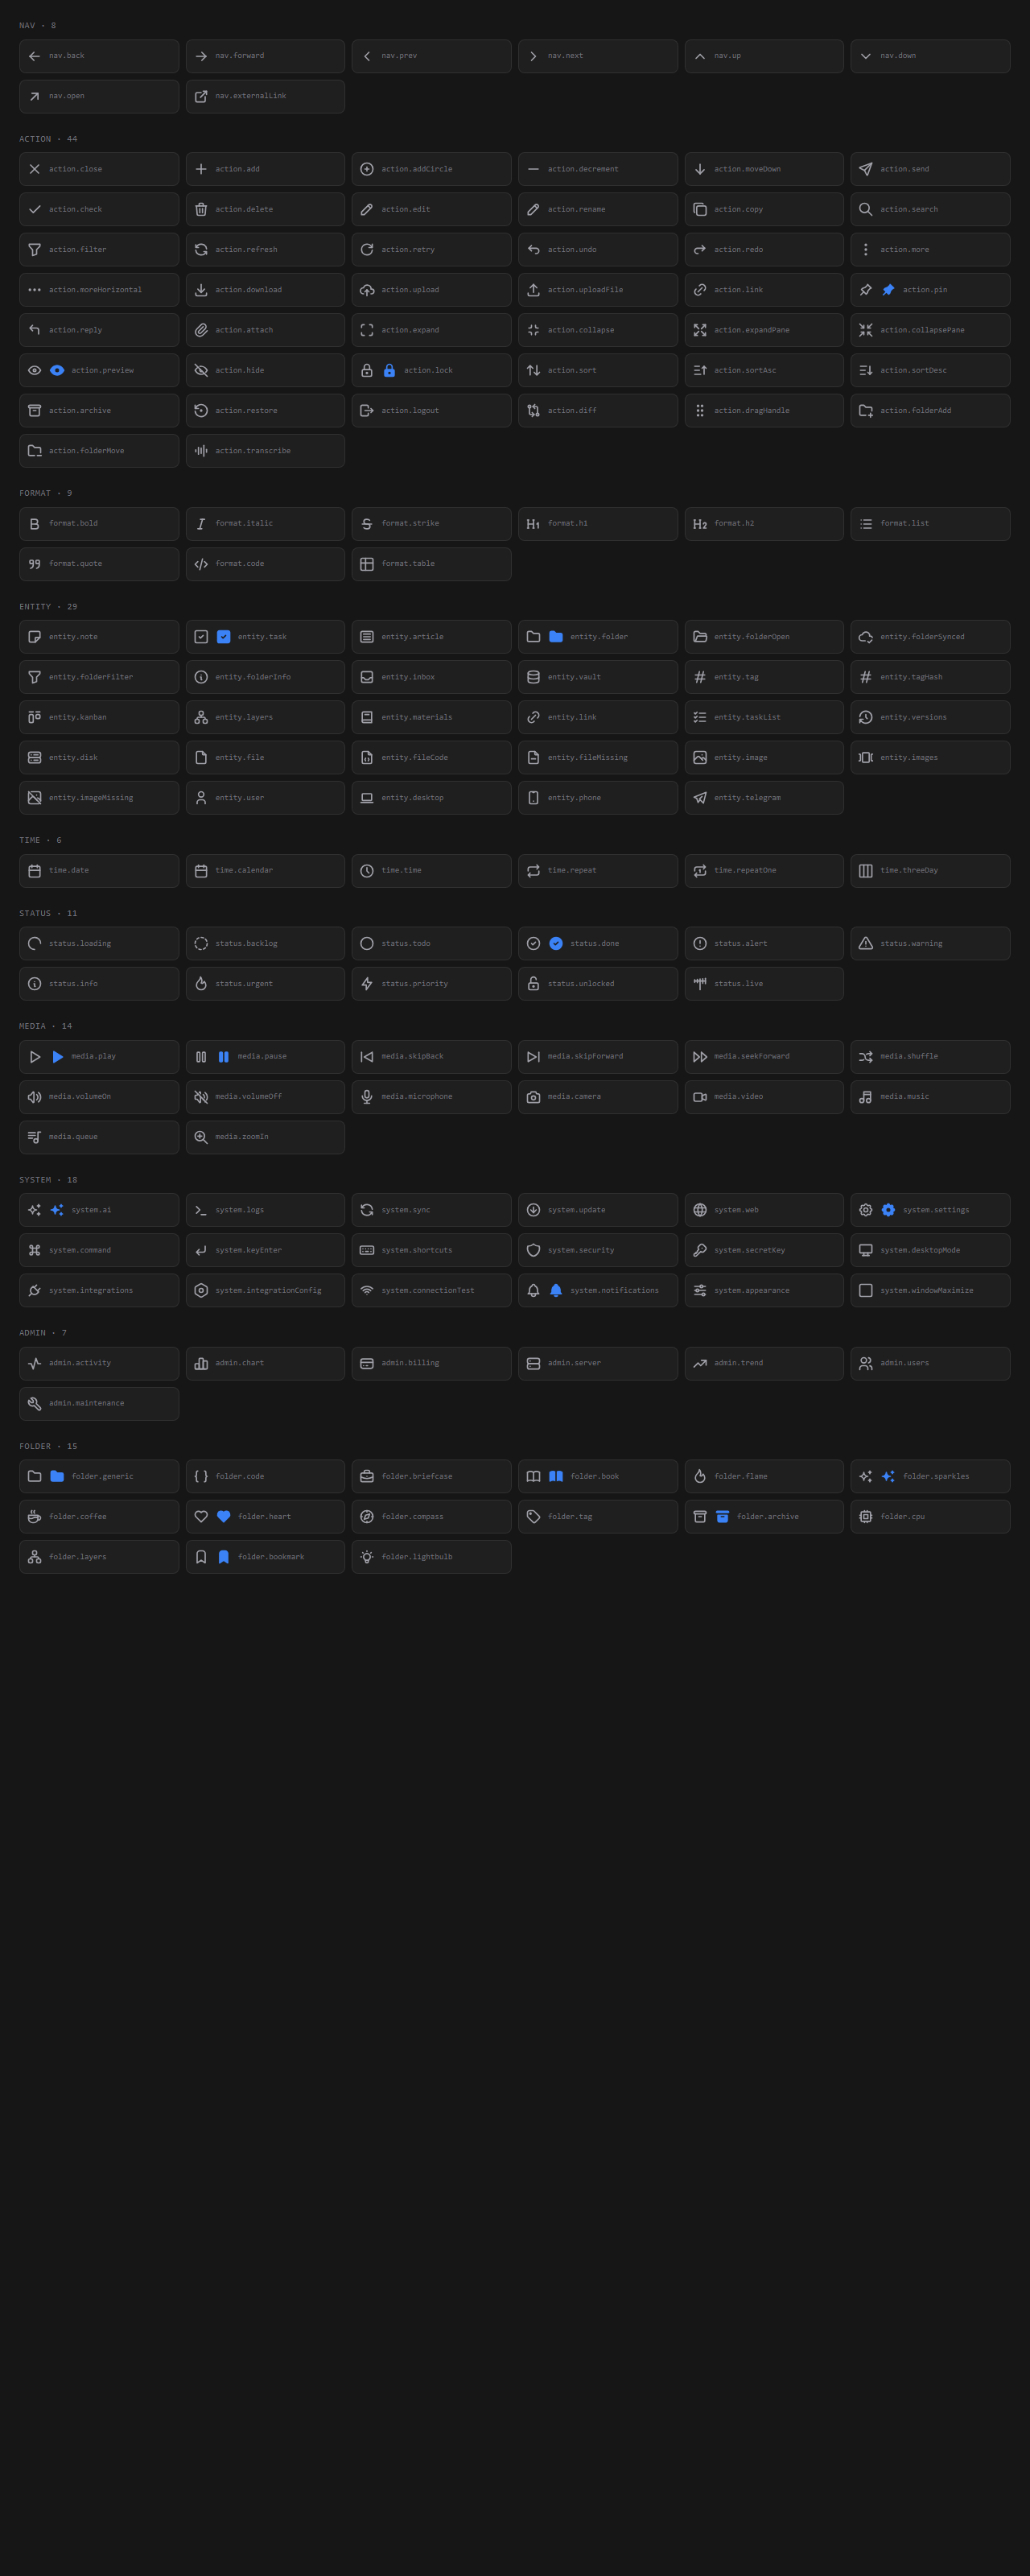 NAV · 8
nav.back nav.forward nav.prev nav.next nav.up nav.down
nav.open nav.externalLink
ACTION · 44
action.close action.add action.addCircle action.decrement action.moveDown action.send
action.check action.delete action.edit action.rename action.copy action.search
action.filter action.refresh action.retry action.undo action.redo action.more
action.moreHorizontal action.download action.upload action.uploadFile action.link action.pin
action.reply action.attach action.expand action.collapse action.expandPane action.collapsePane
action.preview action.hide action.lock action.sort action.sortAsc action.sortDesc
action.archive action.restore action.logout action.diff action.dragHandle action.folderAdd
action.folderMove action.transcribe
FORMAT · 9
format.bold format.italic format.strike format.h1 format.h2 format.list
format.quote format.code format.table
ENTITY · 29
entity.note entity.task entity.article entity.folder entity.folderOpen entity.folderSynced
entity.folderFilter entity.folderInfo entity.inbox entity.vault entity.tag entity.tagHash
entity.kanban entity.layers entity.materials entity.link entity.taskList entity.versions
entity.disk entity.file entity.fileCode entity.fileMissing entity.image entity.images
entity.imageMissing entity.user entity.desktop entity.phone entity.telegram
TIME · 6
time.date time.calendar time.time time.repeat time.repeatOne time.threeDay
STATUS · 11
status.loading status.backlog status.todo status.done status.alert status.warning
status.info status.urgent status.priority status.unlocked status.live
MEDIA · 14
media.play media.pause media.skipBack media.skipForward media.seekForward media.shuffle
media.volumeOn media.volumeOff media.microphone media.camera media.video media.music
media.queue media.zoomIn
SYSTEM · 18
system.ai system.logs system.sync system.update system.web system.settings
system.command system.keyEnter system.shortcuts system.security system.secretKey system.desktopMode
system.integrations system.integrationConfig system.connectionTest system.notifications system.appearance system.windowMaximize
ADMIN · 7
admin.activity admin.chart admin.billing admin.server admin.trend admin.users
admin.maintenance
FOLDER · 15
folder.generic folder.code folder.briefcase folder.book folder.flame folder.sparkles
folder.coffee folder.heart folder.compass folder.tag folder.archive folder.cpu
folder.layers folder.bookmark folder.lightbulb